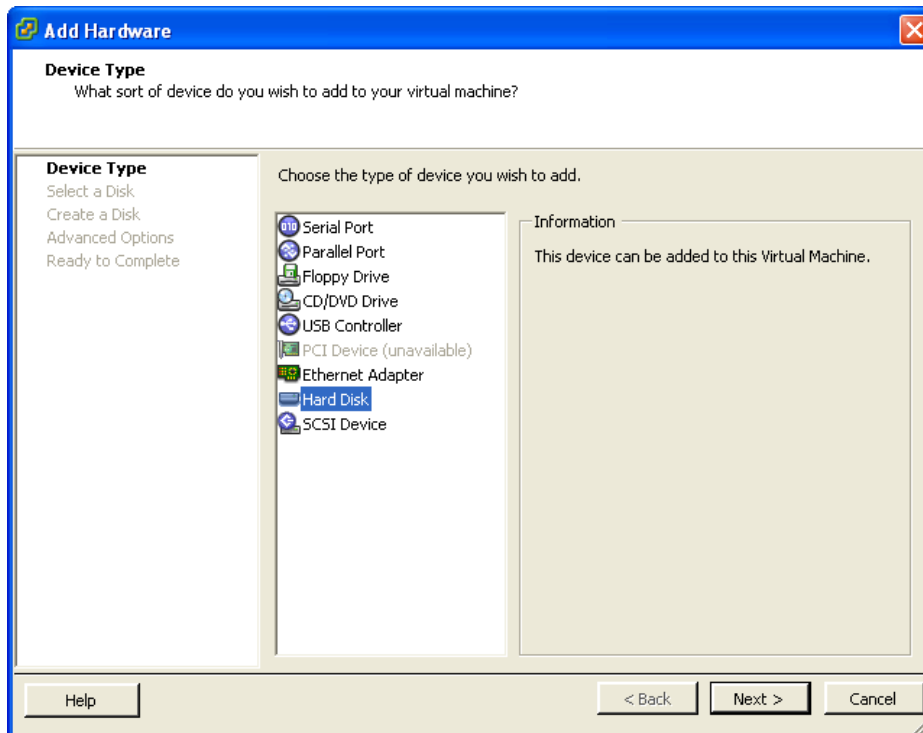 Add Hardware
Device Type
What sort of device do you wish to add to your virtual machine?
Device Type
Select a Disk
Create a Disk
Advanced Options
Ready to Complete
Choose the type of device you wish to add.
010 Serial Port
Parallel Port
Floppy Drive
CD/DVD Drive
USB Controller
PCI Device (unavailable)
Ethernet Adapter
Hard Disk
SCSI Device
Information
This device can be added to this Virtual Machine.
Help
< Back
Next >
Cancel